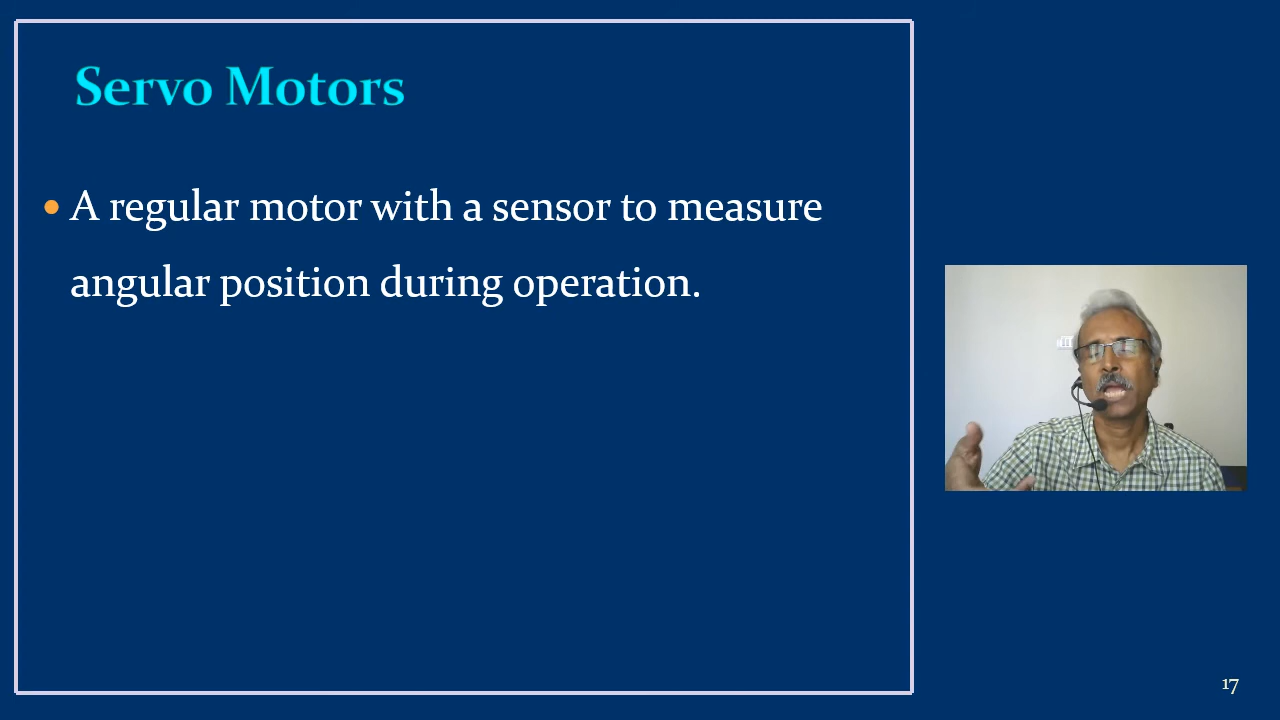 Servo Motors
• A regular motor with a sensor to measure
angular position during operation.
17